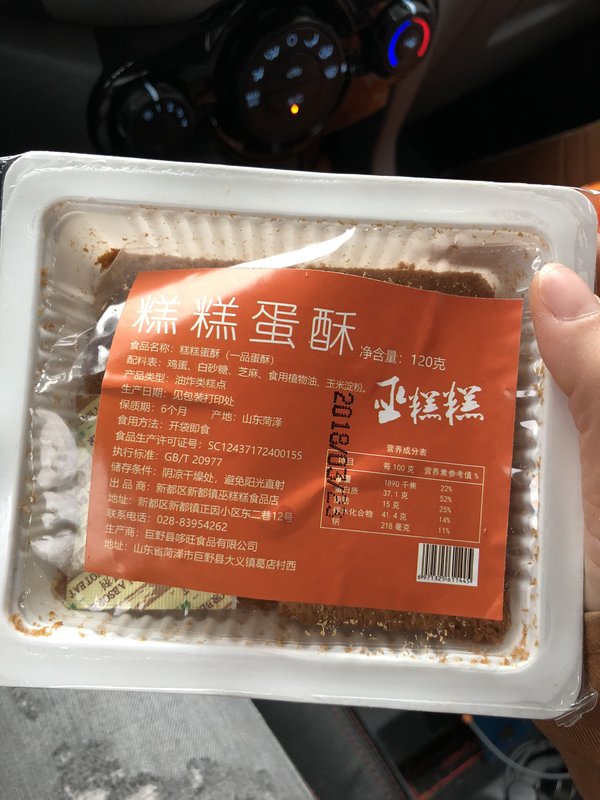 糕糕蛋酥
净含量：120克
食品名称：糕糕蛋酥（一品蛋酥）
配料表：鸡蛋、白砂糖、芝麻、食用植物油、玉米淀粉。
产品类型：油炸类糕点
生产日期：见包装打印处
保质期：6个月 产地：山东菏泽
食用方法：开袋即食
食品生产许可证号：SC12437172400155
执行标准：GB/T 20977
储存条件：阴凉干燥处，避免阳光直射
出品商：新都区新都镇巫糕糕食品店
地址：新都区新都镇正因小区东二巷12号
联系电话：028-83954262
生产商：巨野县哆旺食品有限公司
地址：山东省菏泽市巨野县大义镇葛店村西
巫糕糕
2018/03/23
营养成分表
项目 每100克 营养素参考值%
1890千焦 22%
37.1克 52%
15克 25%
水化合物 41.4克 14%
钠 218毫克 11%
6971325611445